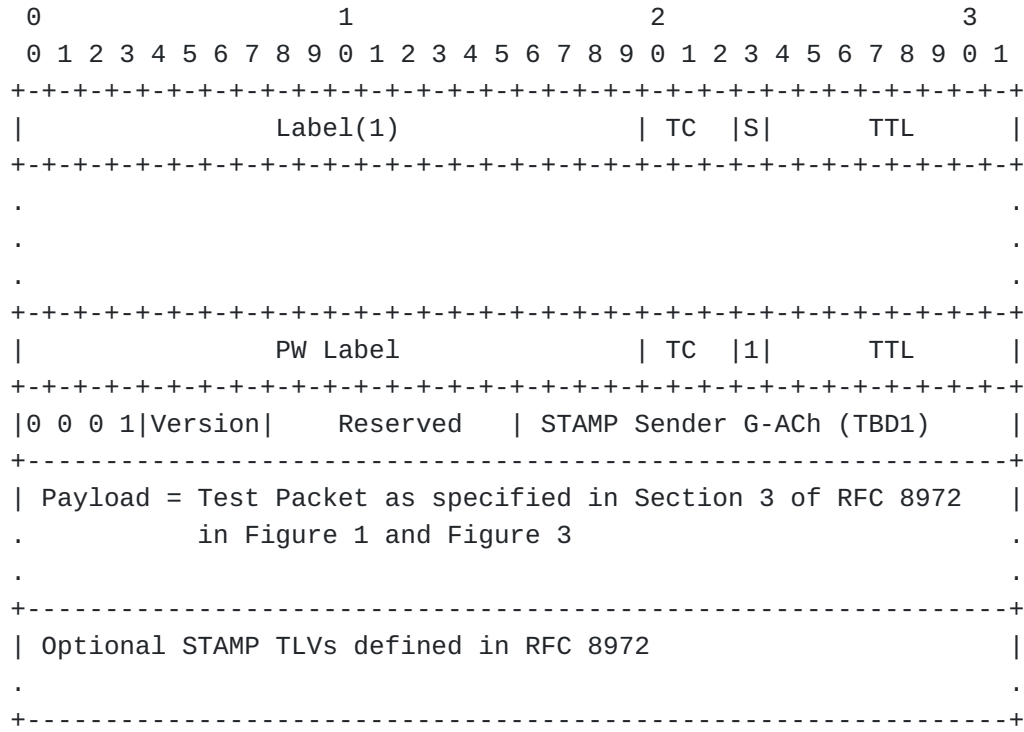 0                   1                   2                   3
 0 1 2 3 4 5 6 7 8 9 0 1 2 3 4 5 6 7 8 9 0 1 2 3 4 5 6 7 8 9 0 1
+-+-+-+-+-+-+-+-+-+-+-+-+-+-+-+-+-+-+-+-+-+-+-+-+-+-+-+-+-+-+-+-+
|                Label(1)               | TC  |S|      TTL      |
+-+-+-+-+-+-+-+-+-+-+-+-+-+-+-+-+-+-+-+-+-+-+-+-+-+-+-+-+-+-+-+-+
.                                                               .
.                                                               .
.                                                               .
+-+-+-+-+-+-+-+-+-+-+-+-+-+-+-+-+-+-+-+-+-+-+-+-+-+-+-+-+-+-+-+-+
|                PW Label               | TC  |1|      TTL      |
+-+-+-+-+-+-+-+-+-+-+-+-+-+-+-+-+-+-+-+-+-+-+-+-+-+-+-+-+-+-+-+-+
|0 0 0 1|Version|    Reserved   | STAMP Sender G-ACh (TBD1)     |
+---------------------------------------------------------------+
| Payload = Test Packet as specified in Section 3 of RFC 8972   |
.           in Figure 1 and Figure 3                            .
.                                                               .
+---------------------------------------------------------------+
| Optional STAMP TLVs defined in RFC 8972                       |
.                                                               .
+---------------------------------------------------------------+